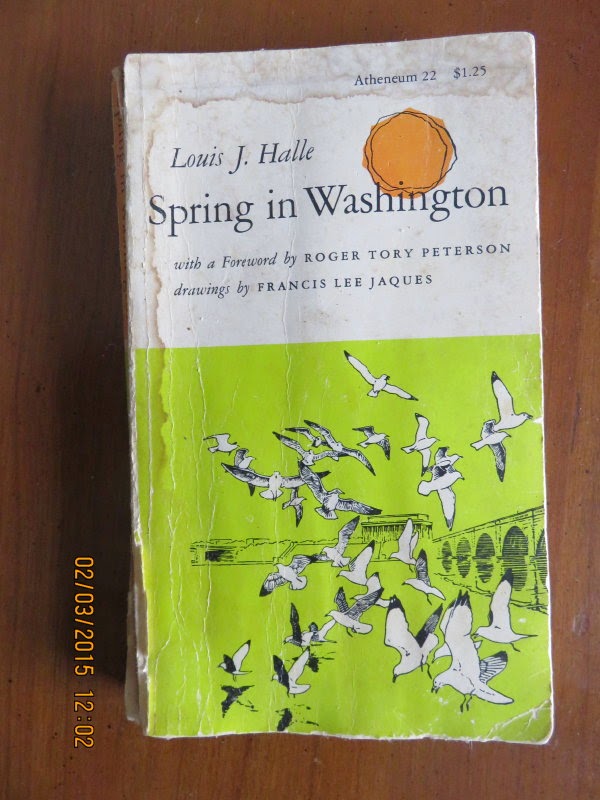 Atheneum 22 $1.25
Louis J. Halle
Spring in Washington
with a Foreword by ROGER TORY PETERSON
drawings by FRANCIS LEE JAQUES
02/03/2015 12:02